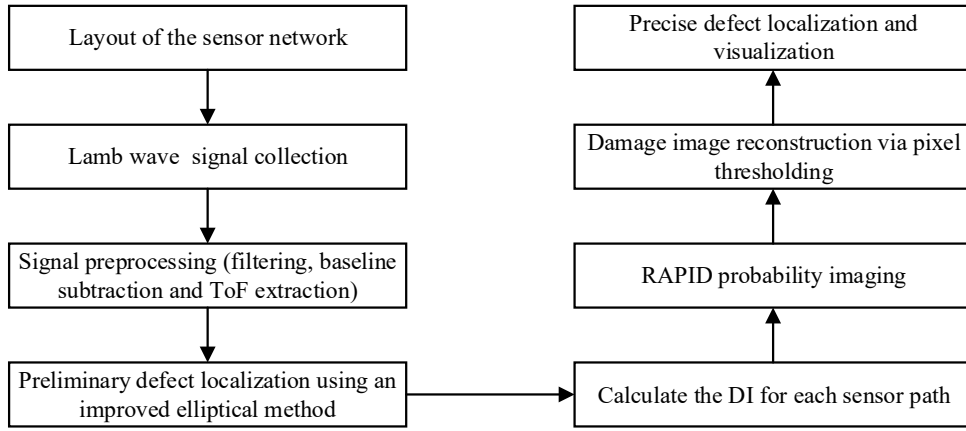 Layout of the sensor network
Lamb wave  signal collection
Signal preprocessing (filtering, baseline
subtraction and ToF extraction)
Preliminary defect localization using an
improved elliptical method
Calculate the DI for each sensor path
RAPID probability imaging
Damage image reconstruction via pixel
thresholding
Precise defect localization and
visualization